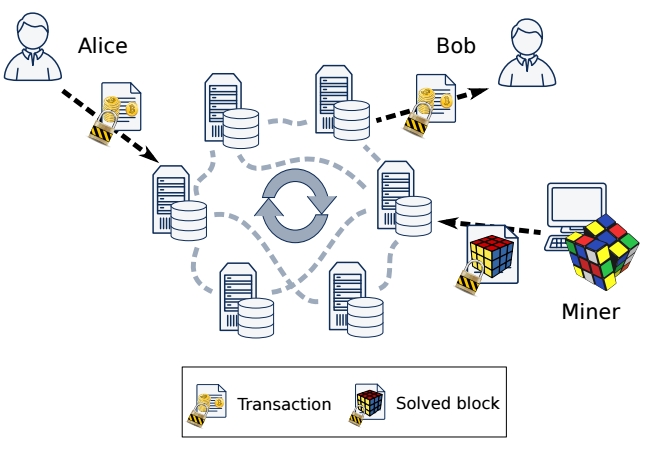 Alice
Bob
Miner
Transaction
Solved block